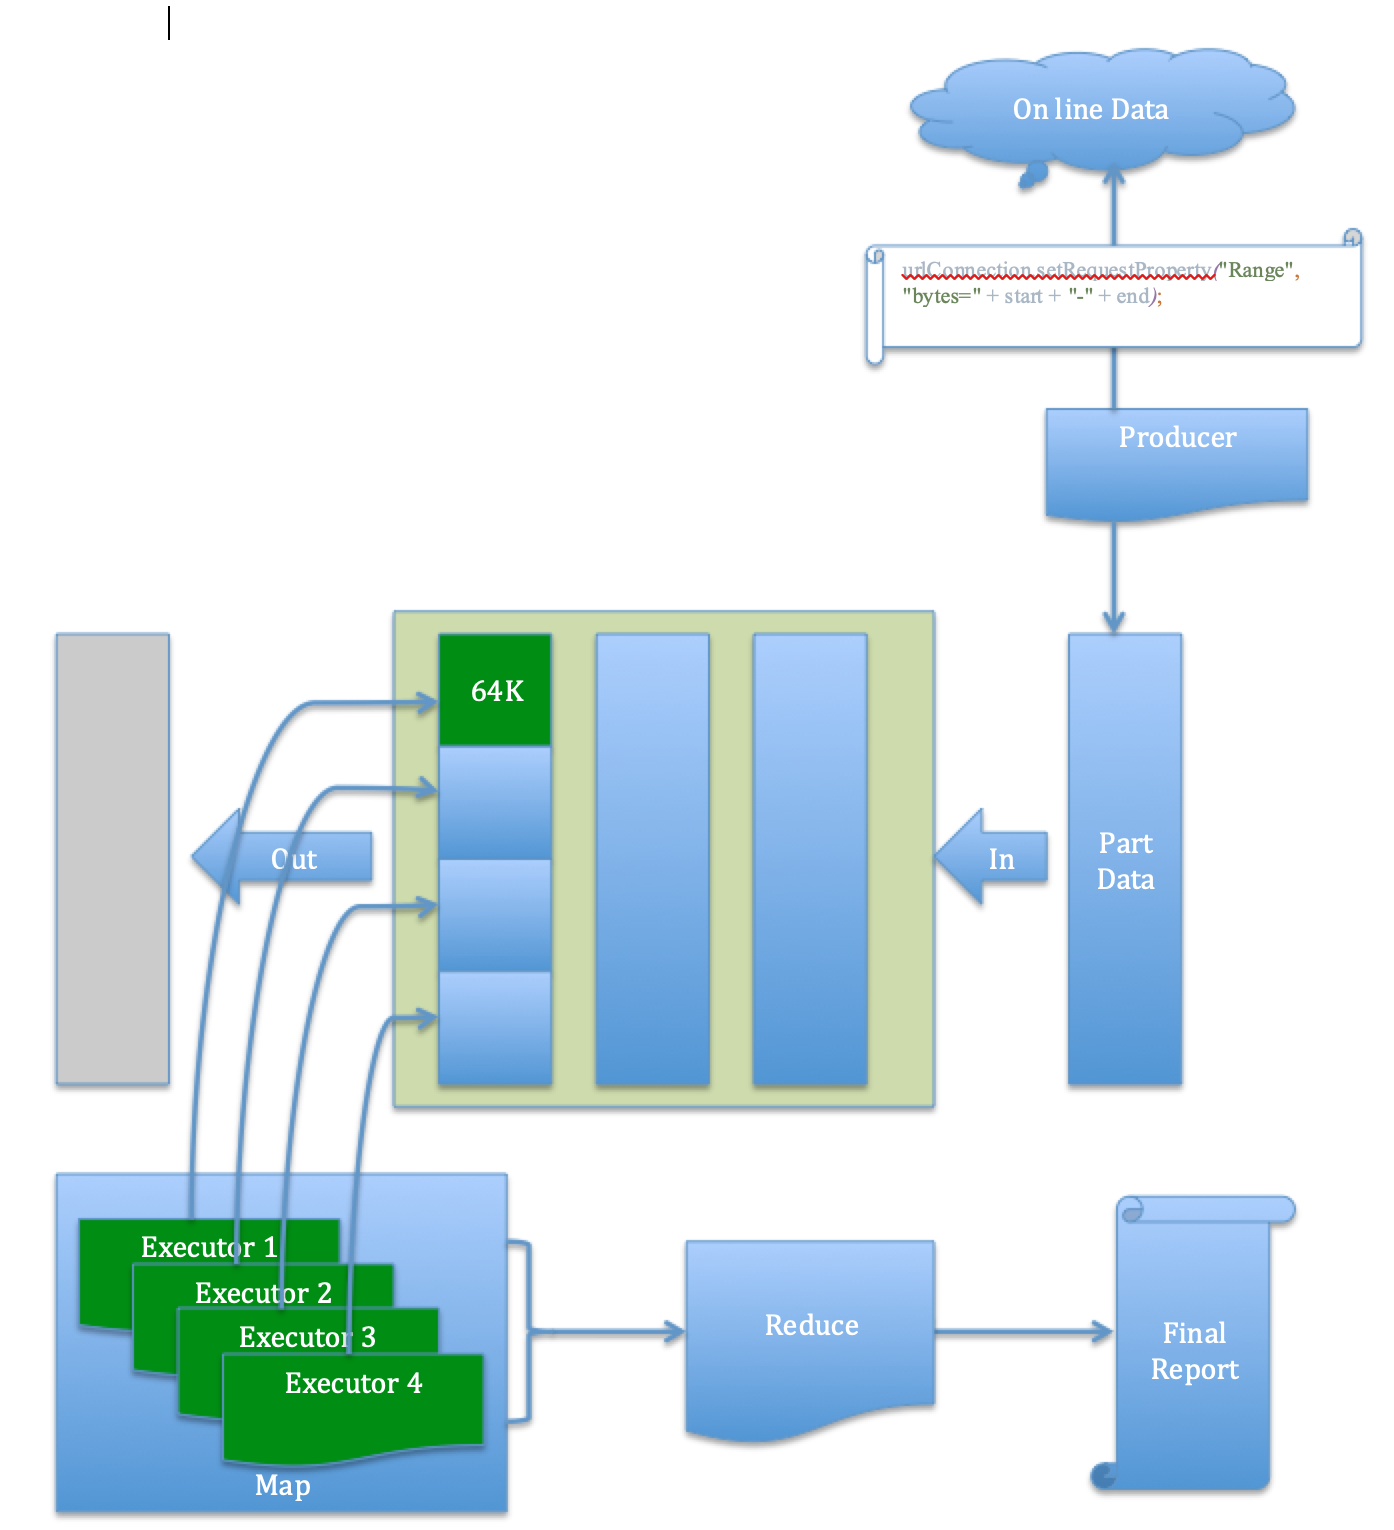 On line Data
urlConnection.setRequestProperty("Range",
"bytes=" + start + "-" + end);
Producer
64K
Out
In
Part
Data
Executor 1
Executor 2
Executor 3
Executor 4
Map
Reduce
Final
Report